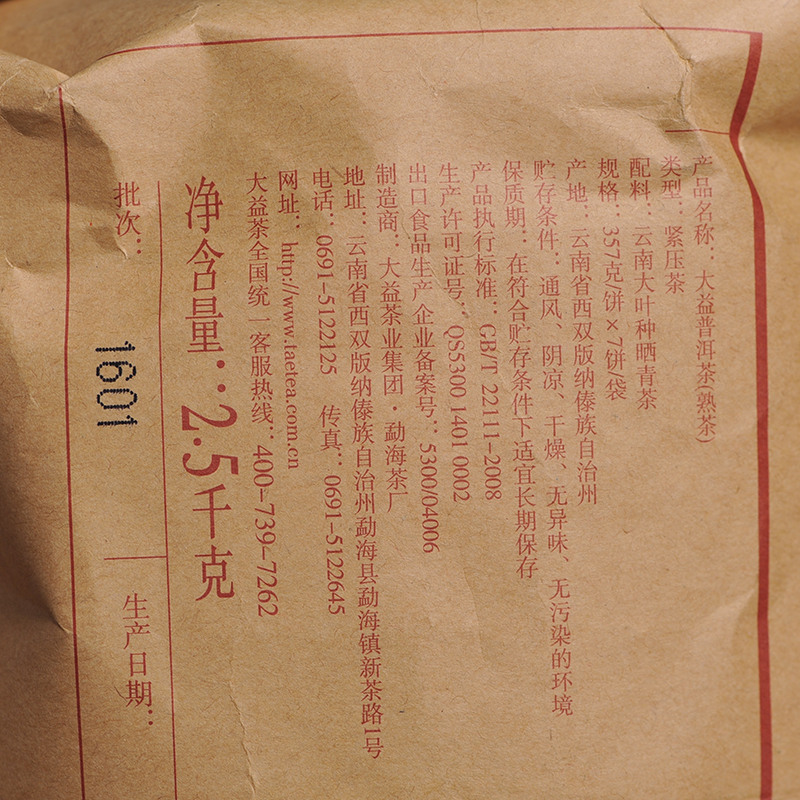 产品名称：大益普洱茶(熟茶)
类型：紧压茶
配料：云南大叶种晒青茶
规格：357克/饼×7饼/袋
产地：云南省西双版纳傣族自治州
贮存条件：通风、阴凉、干燥、无异味、无污染的环境
保质期：在符合贮存条件下适宜长期保存
产品执行标准：GB/T 22111-2008
生产许可证号：QS5300 1401 0002
出口食品生产企业备案号：5300/04006
制造商：大益茶业集团·勐海茶厂
地址：云南省西双版纳傣族自治州勐海县勐海镇新茶路1号
电话：0691-5122125 传真：0691-5122645
网址：http://www.taetea.com.cn
大益茶全国统一客服热线：400-739-7262
净含量：2.5千克
批次：1601
生产日期：